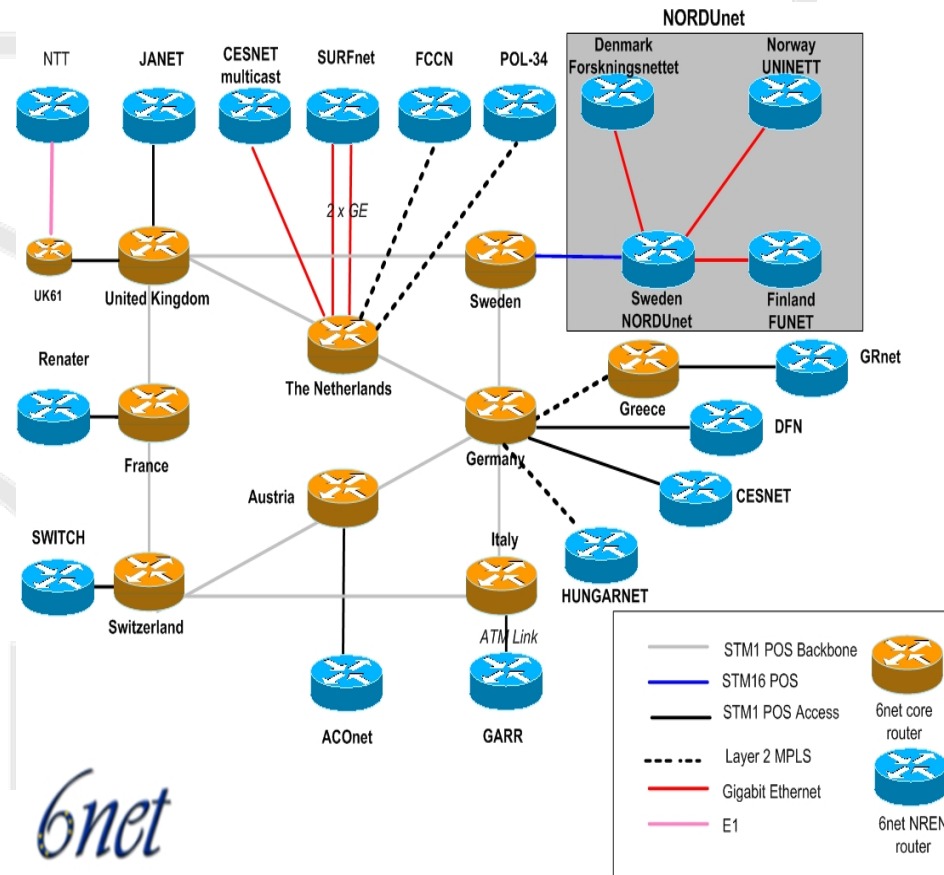 NORDUnet
NTT
JANET
CESNET
multicast
SURFnet
FCCN
POL-34
Denmark
Forskningsnettet
Norway
UNINETT
2 x GE
UK61
United Kingdom
Sweden
Sweden
NORDUnet
Finland
FUNET
Renater
The Netherlands
Greece
GRnet
France
Germany
DFN
Austria
CESNET
SWITCH
Italy
HUNGARNET
Switzerland
ATM Link
ACOnet
GARR
STM1 POS Backbone
STM16 POS
STM1 POS Access
Layer 2 MPLS
Gigabit Ethernet
E1
6net core
router
6net NREN
router
6net